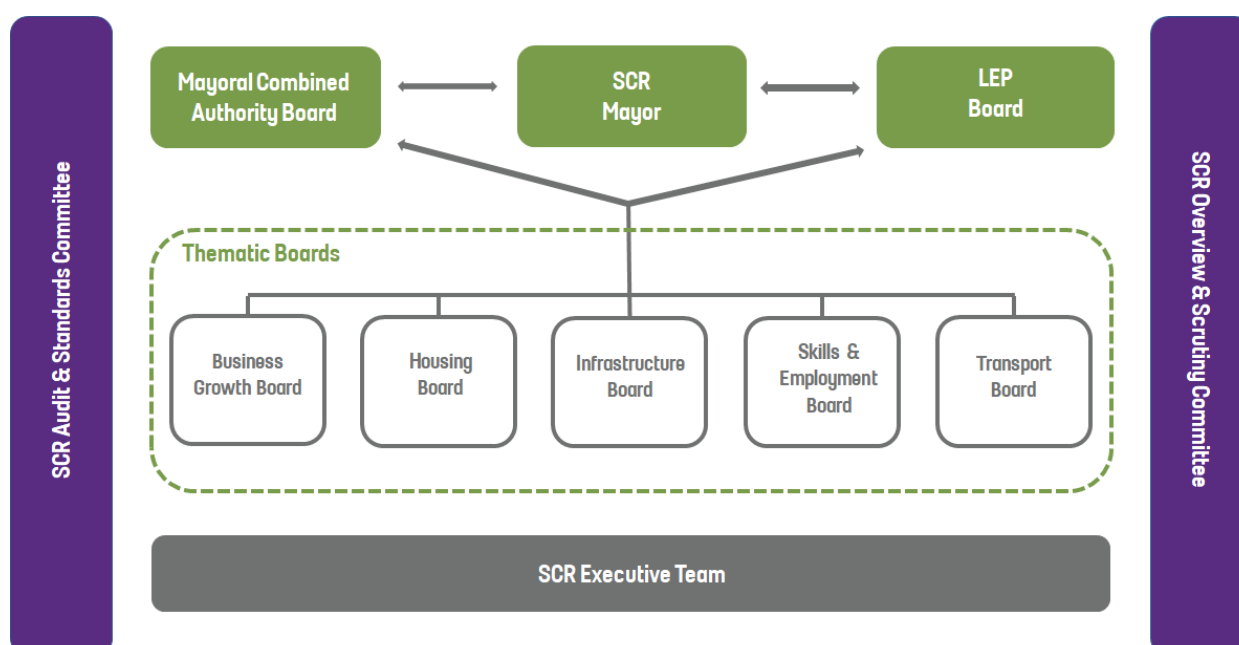 SCR Audit & Standards Committee
Mayoral Combined
Authority Board
SCR
Mayor
LEP
Board
Thematic Boards
Business
Growth Board
Housing
Board
Infrastructure
Board
Skills &
Employment
Board
Transport
Board
SCR Executive Team
SCR Overview & Scrutiny Committee